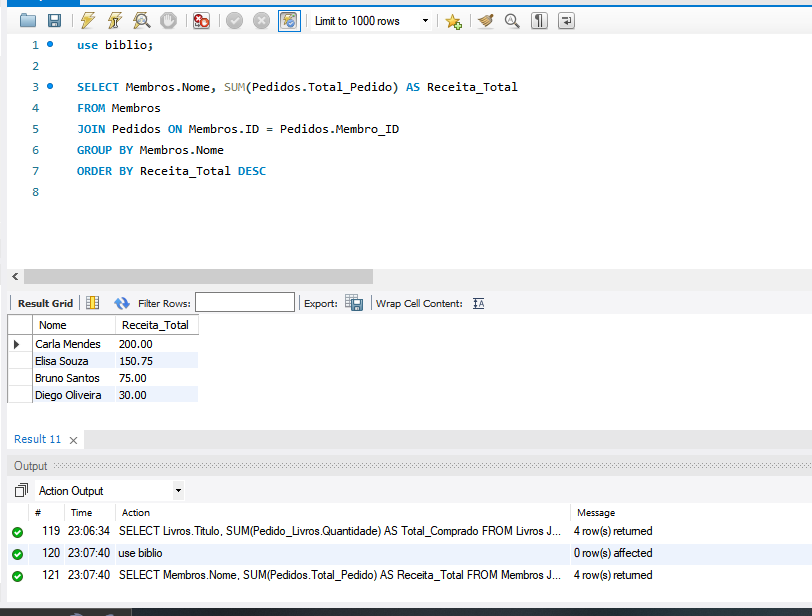 Limit to 1000 rows
1 use biblio;
2
3 SELECT Membros.Nome, SUM(Pedidos.Total_Pedido) AS Receita_Total
4 FROM Membros
5 JOIN Pedidos ON Membros.ID = Pedidos.Membro_ID
6 GROUP BY Membros.Nome
7 ORDER BY Receita_Total DESC
8
Result Grid Filter Rows: Export: Wrap Cell Content:
Nome Receita_Total
Carla Mendes 200.00
Elisa Souza 150.75
Bruno Santos 75.00
Diego Oliveira 30.00
Result 11
Output
Action Output
# Time Action Message
119 23:06:34 SELECT Livros.Titulo, SUM(Pedido_Livros.Quantidade) AS Total_Comprado FROM Livros J... 4 row(s) returned
120 23:07:40 use biblio 0 row(s) affected
121 23:07:40 SELECT Membros.Nome, SUM(Pedidos.Total_Pedido) AS Receita_Total FROM Membros J... 4 row(s) returned